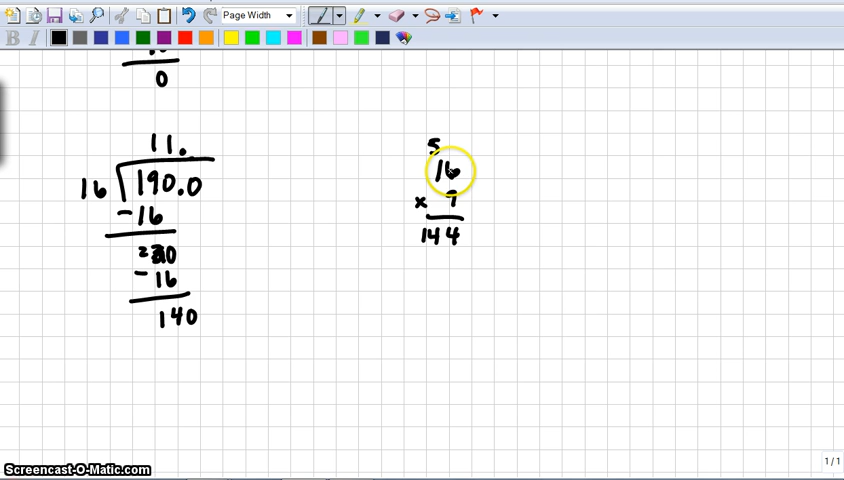 Page Width
B I
0
11.
16 190.0
-16
30
-16
140
5
16
x 9
144
1/1
Screencast-O-Matic.com